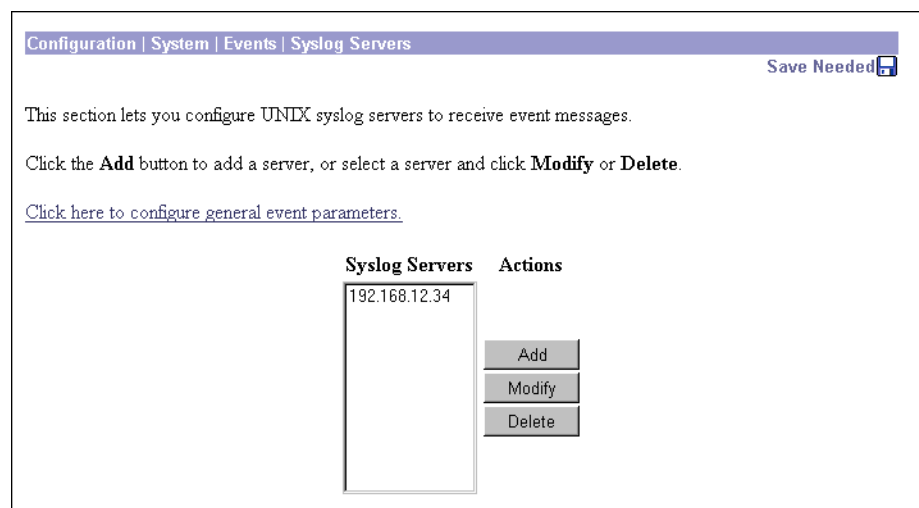 Configuration | System | Events | Syslog Servers
Save Needed
This section lets you configure UNIX syslog servers to receive event messages.
Click the Add button to add a server, or select a server and click Modify or Delete.
Click here to configure general event parameters.
Syslog Servers Actions
192.168.12.34
Add
Modify
Delete